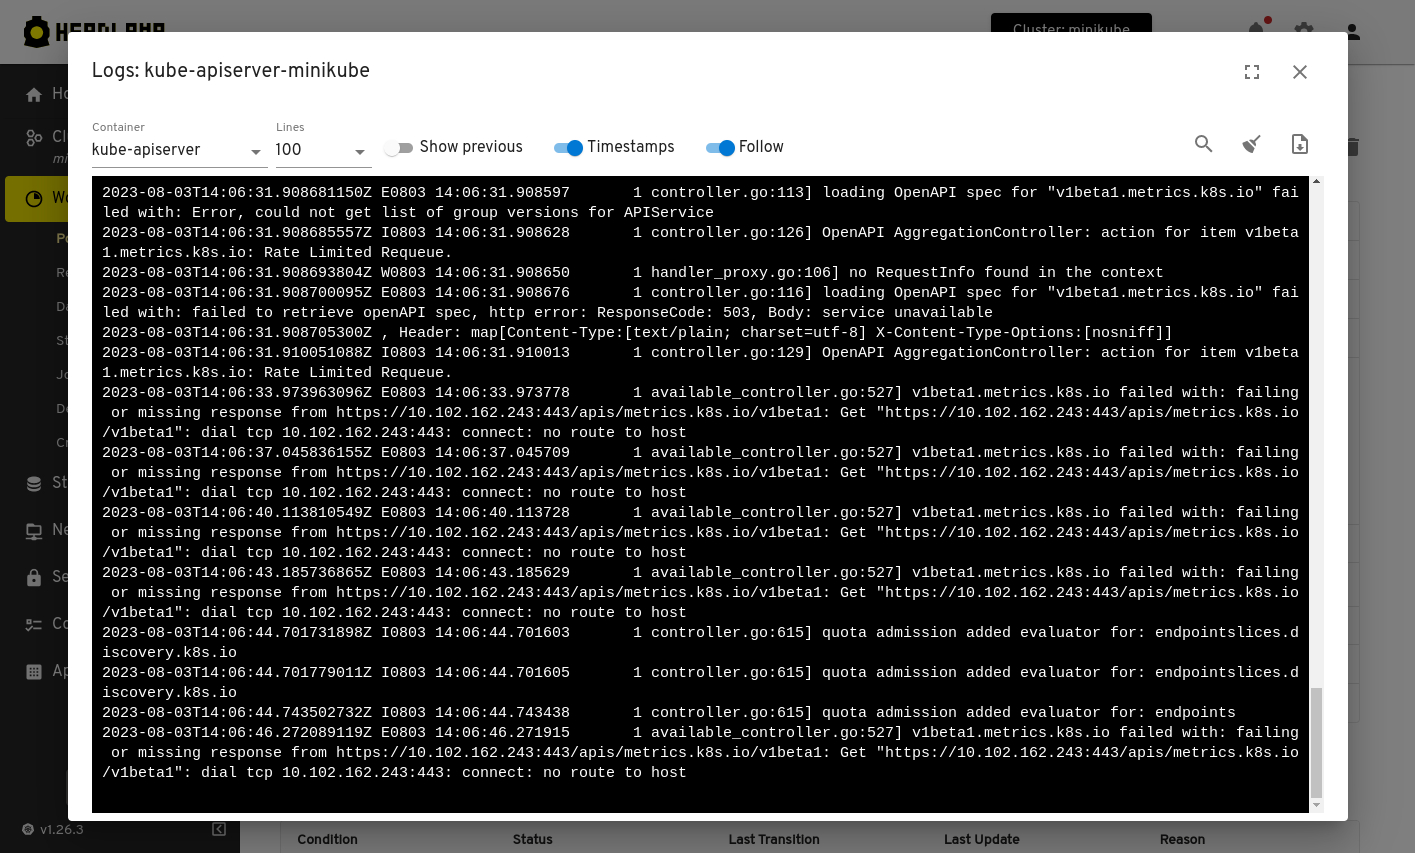 Cluster: minikube
Logs: kube-apiserver-minikube
Container
Lines
kube-apiserver
100
Show previous
Timestamps
Follow
2023-08-03T14:06:31.908681150Z E0803 14:06:31.908597       1 controller.go:113] loading OpenAPI spec for "v1beta1.metrics.k8s.io" fai
led with: Error, could not get list of group versions for APIService
2023-08-03T14:06:31.908685557Z I0803 14:06:31.908628       1 controller.go:126] OpenAPI AggregationController: action for item v1beta
1.metrics.k8s.io: Rate Limited Requeue.
2023-08-03T14:06:31.908693804Z W0803 14:06:31.908650       1 handler_proxy.go:106] no RequestInfo found in the context
2023-08-03T14:06:31.908700095Z E0803 14:06:31.908676       1 controller.go:116] loading OpenAPI spec for "v1beta1.metrics.k8s.io" fai
led with: failed to retrieve openAPI spec, http error: ResponseCode: 503, Body: service unavailable
2023-08-03T14:06:31.908705300Z , Header: map[Content-Type:[text/plain; charset=utf-8] X-Content-Type-Options:[nosniff]]
2023-08-03T14:06:31.910051088Z I0803 14:06:31.910013       1 controller.go:129] OpenAPI AggregationController: action for item v1beta
1.metrics.k8s.io: Rate Limited Requeue.
2023-08-03T14:06:33.973963096Z E0803 14:06:33.973778       1 available_controller.go:527] v1beta1.metrics.k8s.io failed with: failing
 or missing response from https://10.102.162.243:443/apis/metrics.k8s.io/v1beta1: Get "https://10.102.162.243:443/apis/metrics.k8s.io
/v1beta1": dial tcp 10.102.162.243:443: connect: no route to host
2023-08-03T14:06:37.045836155Z E0803 14:06:37.045709       1 available_controller.go:527] v1beta1.metrics.k8s.io failed with: failing
 or missing response from https://10.102.162.243:443/apis/metrics.k8s.io/v1beta1: Get "https://10.102.162.243:443/apis/metrics.k8s.io
/v1beta1": dial tcp 10.102.162.243:443: connect: no route to host
2023-08-03T14:06:40.113810549Z E0803 14:06:40.113728       1 available_controller.go:527] v1beta1.metrics.k8s.io failed with: failing
 or missing response from https://10.102.162.243:443/apis/metrics.k8s.io/v1beta1: Get "https://10.102.162.243:443/apis/metrics.k8s.io
/v1beta1": dial tcp 10.102.162.243:443: connect: no route to host
2023-08-03T14:06:43.185736865Z E0803 14:06:43.185629       1 available_controller.go:527] v1beta1.metrics.k8s.io failed with: failing
 or missing response from https://10.102.162.243:443/apis/metrics.k8s.io/v1beta1: Get "https://10.102.162.243:443/apis/metrics.k8s.io
/v1beta1": dial tcp 10.102.162.243:443: connect: no route to host
2023-08-03T14:06:44.701731898Z I0803 14:06:44.701603       1 controller.go:615] quota admission added evaluator for: endpointslices.d
iscovery.k8s.io
2023-08-03T14:06:44.701779011Z I0803 14:06:44.701605       1 controller.go:615] quota admission added evaluator for: endpointslices.d
iscovery.k8s.io
2023-08-03T14:06:44.743502732Z I0803 14:06:44.743438       1 controller.go:615] quota admission added evaluator for: endpoints
2023-08-03T14:06:46.272089119Z E0803 14:06:46.271915       1 available_controller.go:527] v1beta1.metrics.k8s.io failed with: failing
 or missing response from https://10.102.162.243:443/apis/metrics.k8s.io/v1beta1: Get "https://10.102.162.243:443/apis/metrics.k8s.io
/v1beta1": dial tcp 10.102.162.243:443: connect: no route to host
v1.26.3
Condition
Status
Last Transition
Last Update
Reason